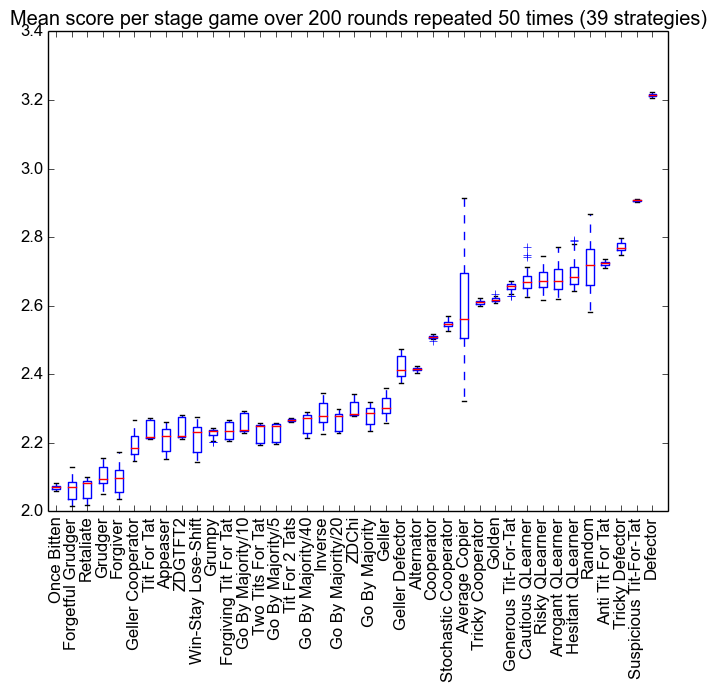 Mean score per stage game over 200 rounds repeated 50 times (39 strategies)
3.4
3.2
3.0
2.8
2.6
2.4
2.2
2.0
Once Bitten
Forgetful Grudger
Retaliate
Grudger
Forgiver
Geller Cooperator
Tit For Tat
Appeaser
ZDGTFT2
Win-Stay Lose-Shift
Grumpy
Forgiving Tit For Tat
Go By Majority/10
Two Tits For Tat
Go By Majority/5
Tit For 2 Tats
Go By Majority/40
Inverse
Go By Majority/20
ZDChi
Go By Majority
Geller
Geller Defector
Alternator
Cooperator
Stochastic Cooperator
Average Copier
Tricky Cooperator
Golden
Generous Tit-For-Tat
Cautious QLearner
Risky QLearner
Arrogant QLearner
Hesitant QLearner
Random
Anti Tit For Tat
Tricky Defector
Suspicious Tit-For-Tat
Defector